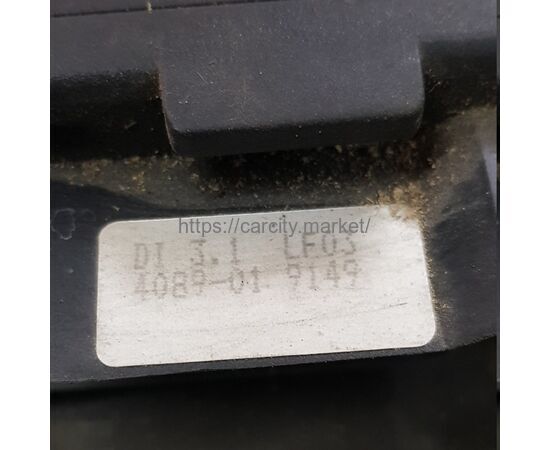 https://carcity.market/
DI 3.1 LF03
4089-01 9149